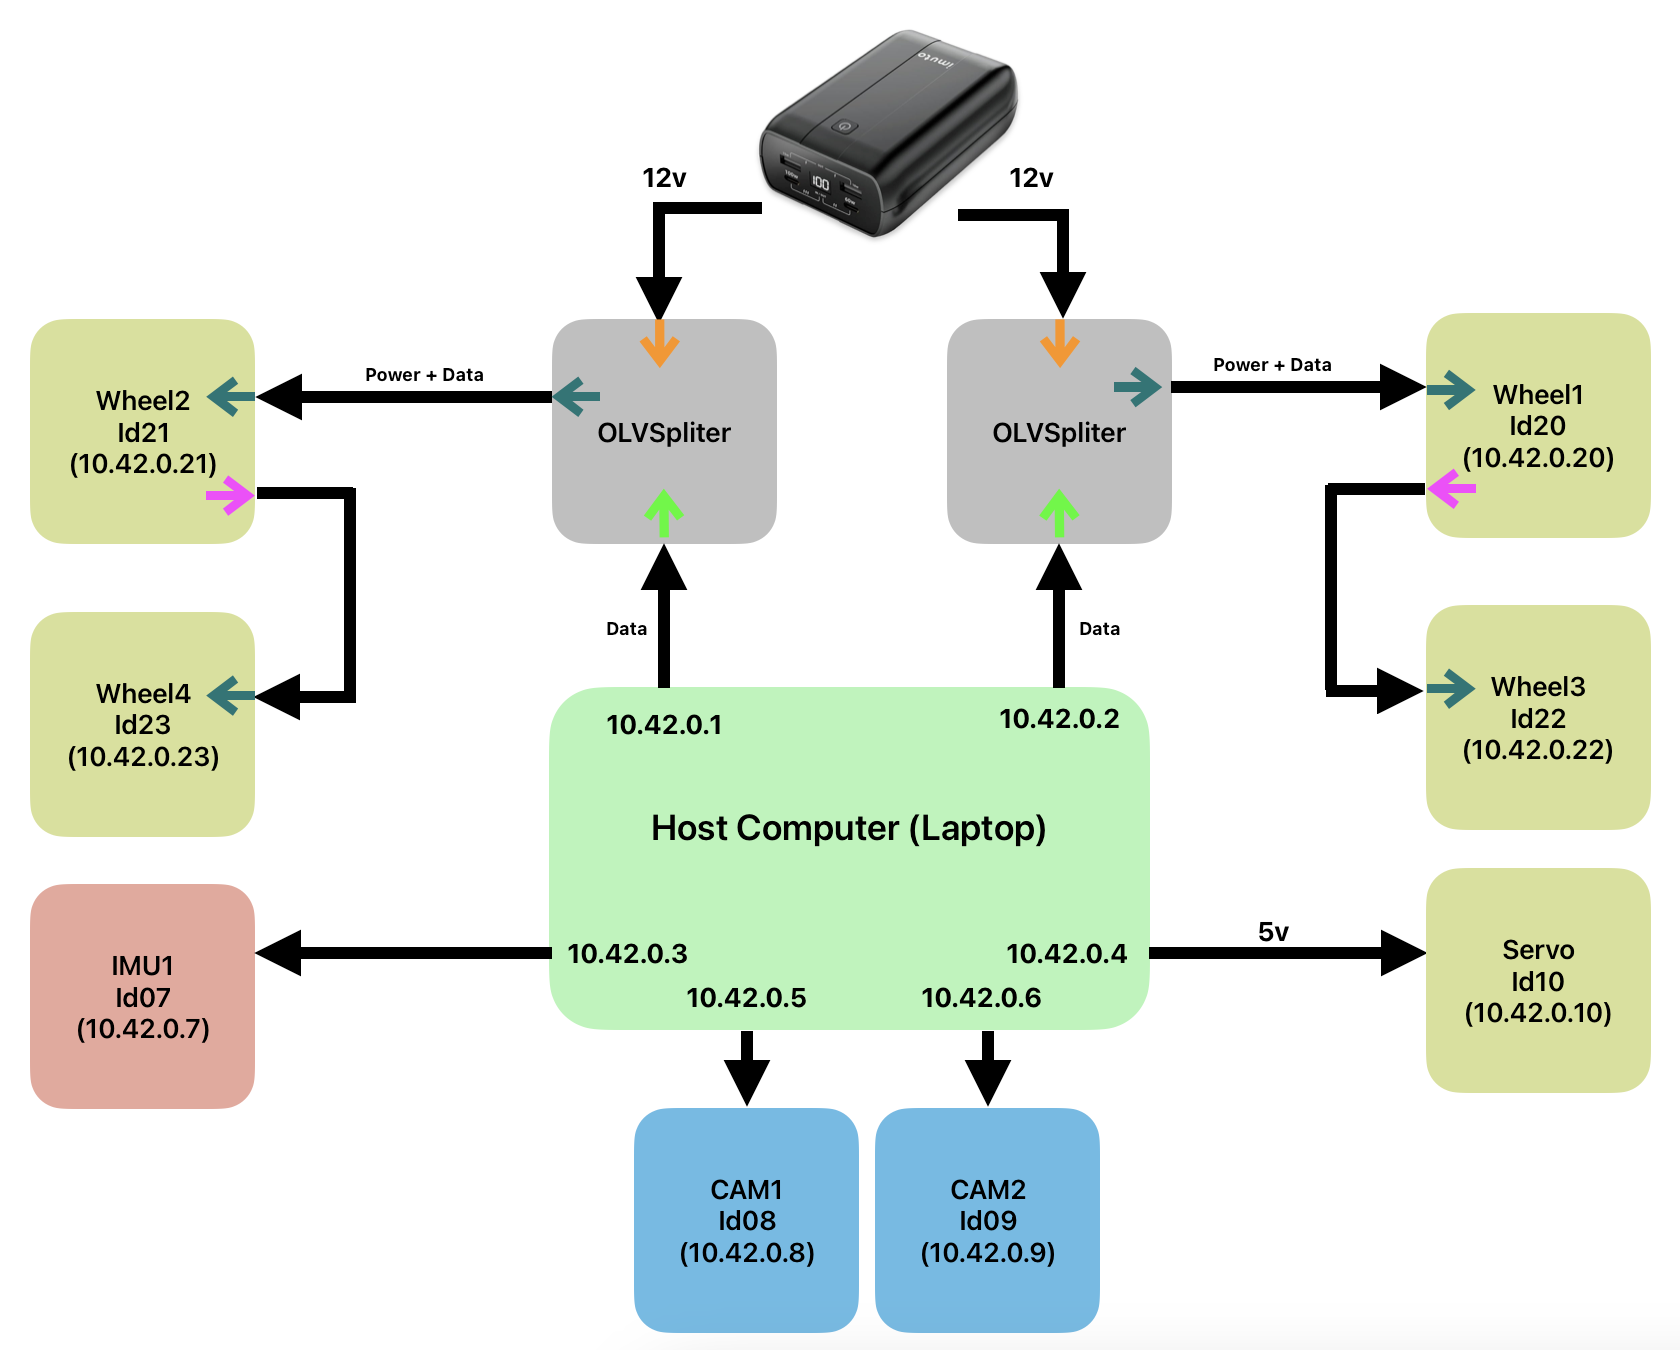 imuto
100W
100
60W
12v
12v
Power + Data
Power + Data
Wheel2
Id21
(10.42.0.21)
OLVSpliter
OLVSpliter
Wheel1
Id20
(10.42.0.20)
Data
Data
Wheel4
Id23
(10.42.0.23)
10.42.0.1
10.42.0.2
Wheel3
Id22
(10.42.0.22)
Host Computer (Laptop)
IMU1
Id07
(10.42.0.7)
10.42.0.3
10.42.0.4
10.42.0.5
10.42.0.6
5v
Servo
Id10
(10.42.0.10)
CAM1
Id08
(10.42.0.8)
CAM2
Id09
(10.42.0.9)